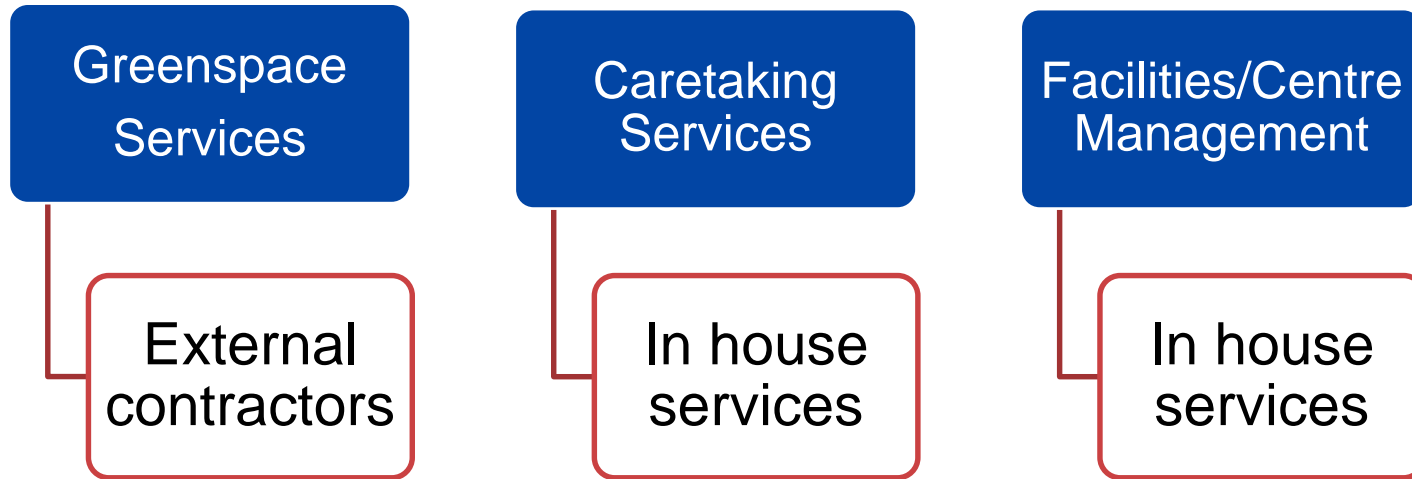 Greenspace
Services
Caretaking
Services
Facilities/Centre
Management
External
contractors
In house
services
In house
services